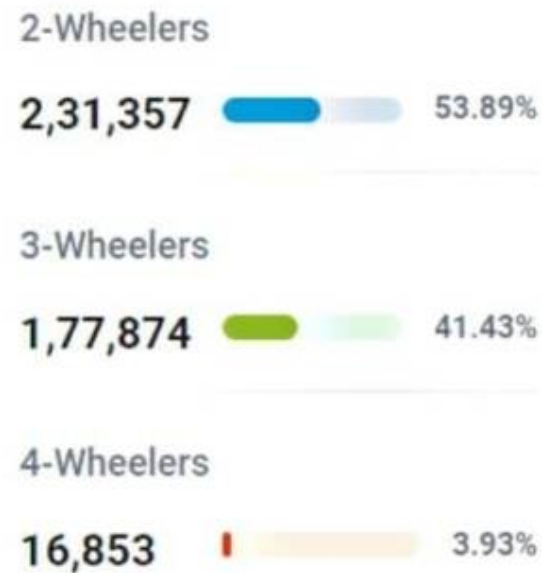 2-Wheelers
2,31,357 53.89%
3-Wheelers
1,77,874 41.43%
4-Wheelers
16,853 3.93%